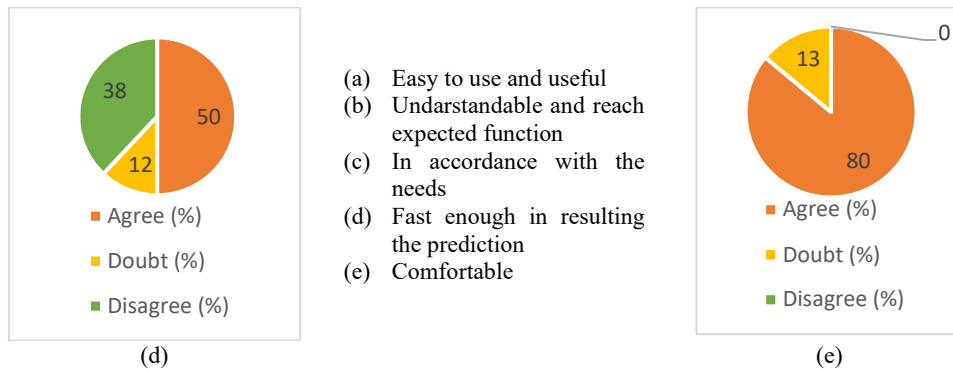 38
50
12
Agree (%)
Doubt (%)
Disagree (%)
(d)
(a) Easy to use and useful
(b) Undarstandable and reach
expected function
(c) In accordance with the
needs
(d) Fast enough in resulting
the prediction
(e) Comfortable
0
13
80
Agree (%)
Doubt (%)
Disagree (%)
(e)